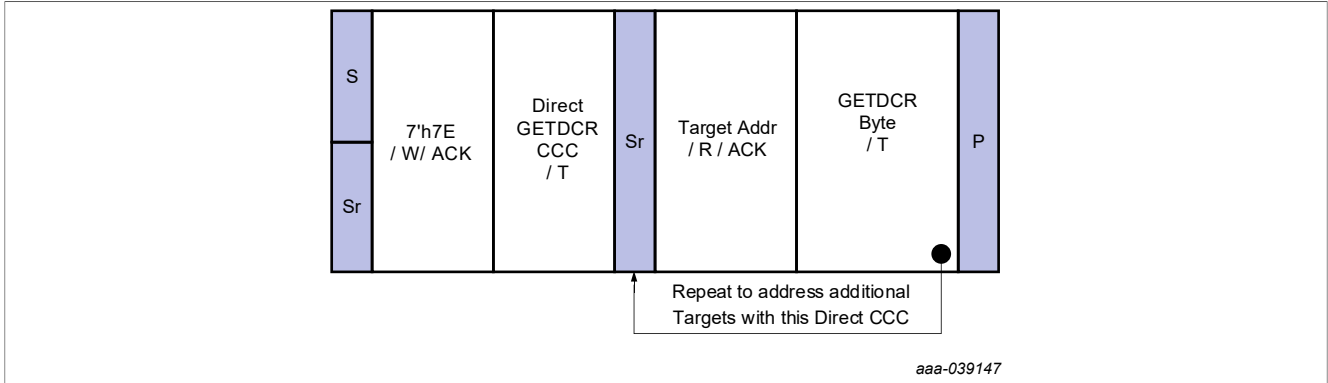 S
Sr
7'h7E
/ W/ ACK
Direct
GETDCR
CCC
/ T
Sr
Target Addr
/ R / ACK
GETDCR
Byte
/ T
P
Repeat to address additional
Targets with this Direct CCC
aaa-039147